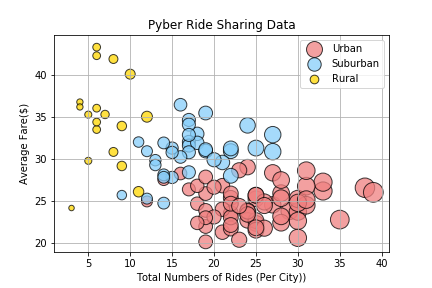 Pyber Ride Sharing Data
Urban
Suburban
Rural
40
35
30
25
20
Average Fare($)
5 10 15 20 25 30 35 40
Total Numbers of Rides (Per City))